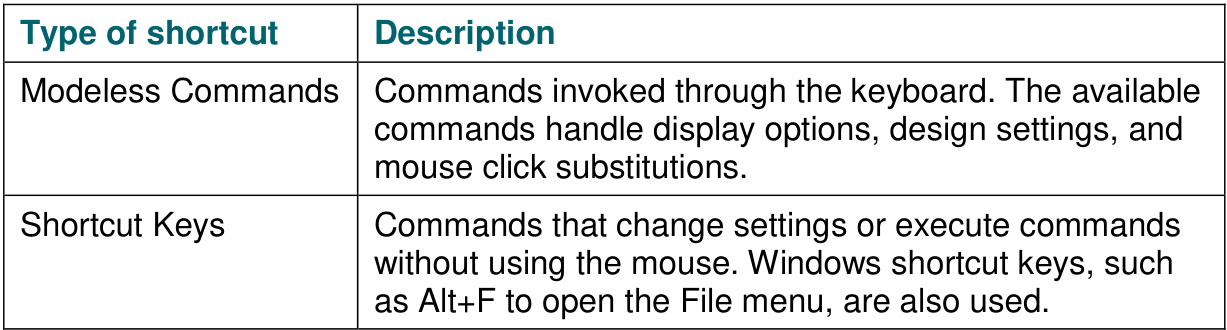 Type of shortcut
Description
Modeless Commands
Commands invoked through the keyboard. The available
commands handle display options, design settings, and
mouse click substitutions.
Shortcut Keys
Commands that change settings or execute commands
without using the mouse. Windows shortcut keys, such
as Alt+F to open the File menu, are also used.